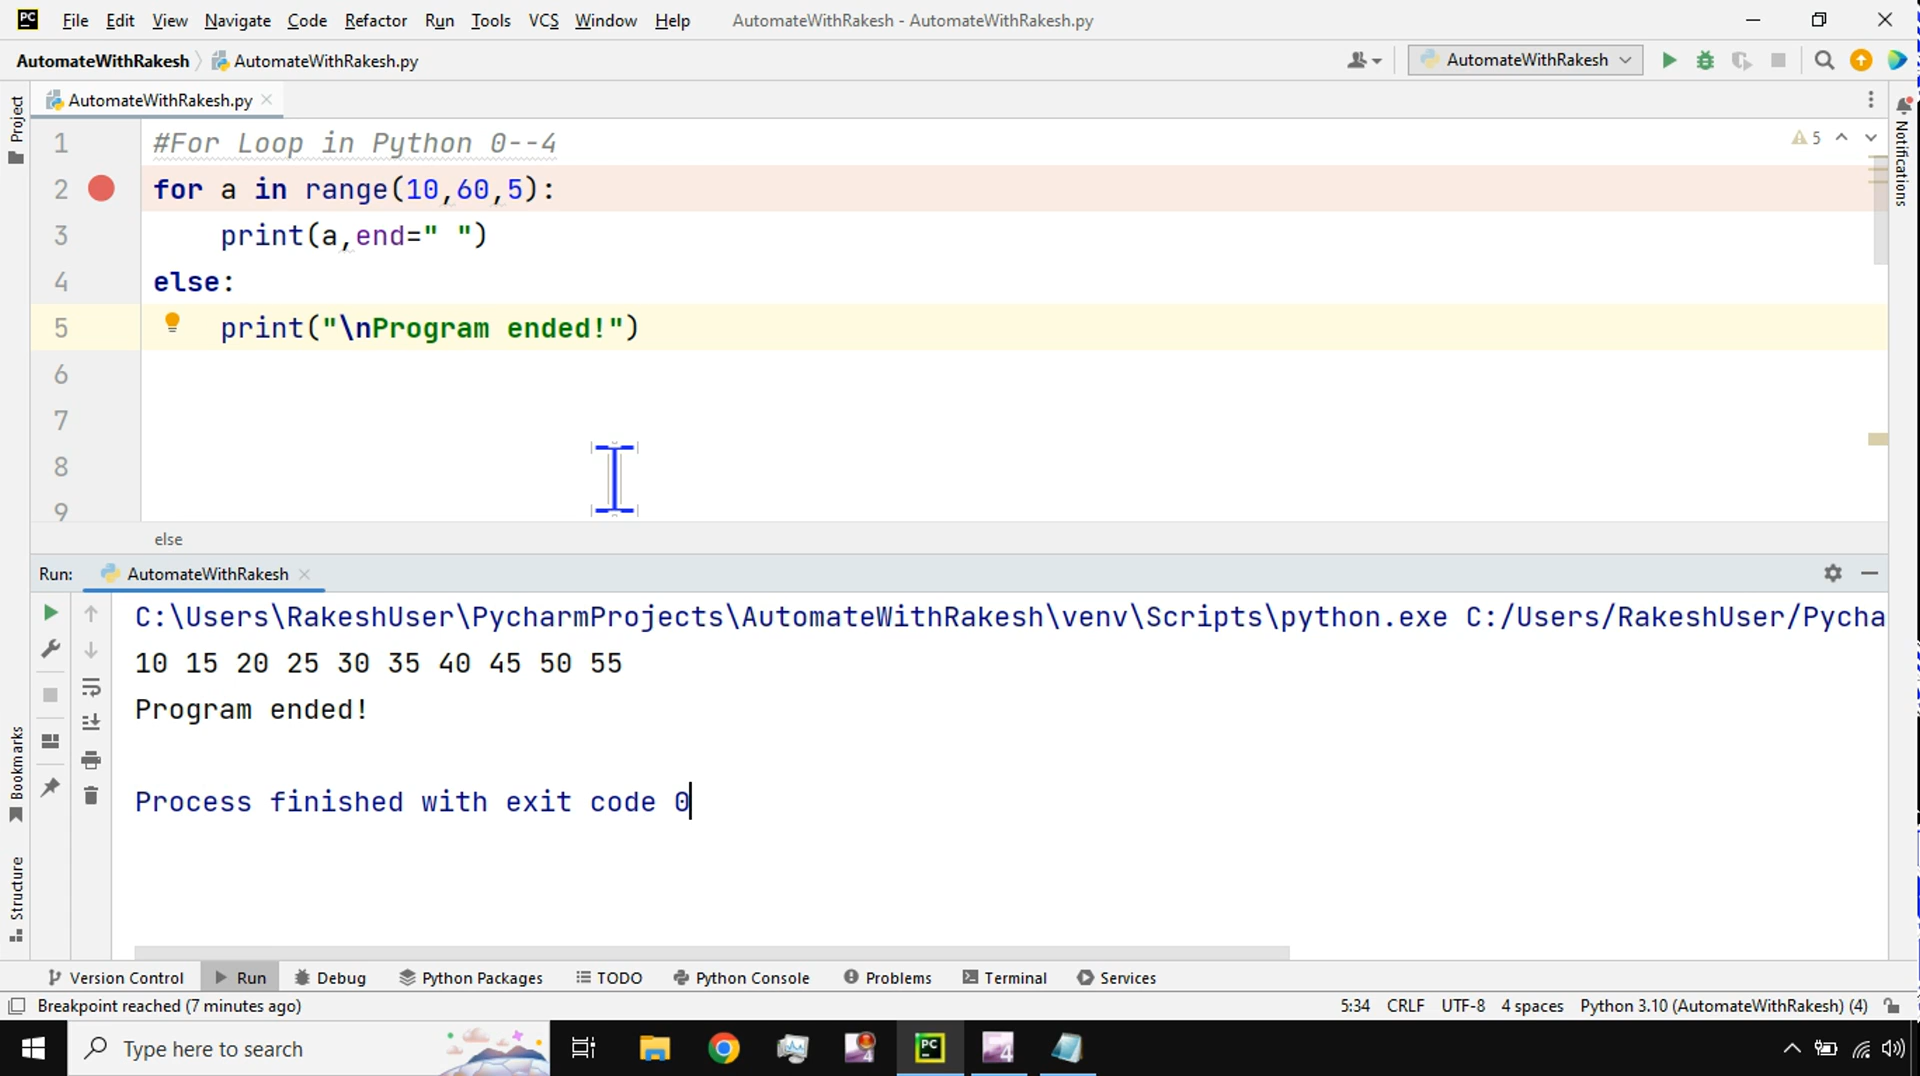 PC File Edit View Navigate Code Refactor Run Tools VCS Window Help AutomateWithRakesh - AutomateWithRakesh.py
AutomateWithRakesh AutomateWithRakesh.py AutomateWithRakesh
Project
AutomateWithRakesh.py
Notifications
1 #For Loop in Python 0--4 5
2 for a in range(10,60,5):
3 print(a,end=" ")
4 else:
5 print("\nProgram ended!")
6
7
8
9
else
Run: AutomateWithRakesh
C:\Users\RakeshUser\PycharmProjects\AutomateWithRakesh\venv\Scripts\python.exe C:/Users/RakeshUser/Pycha
10 15 20 25 30 35 40 45 50 55
Program ended!
Process finished with exit code 0
Bookmarks
Structure
Version Control Run Debug Python Packages TODO Python Console Problems Terminal Services
Breakpoint reached (7 minutes ago) 5:34 CRLF UTF-8 4 spaces Python 3.10 (AutomateWithRakesh) (4)
Type here to search 4 PC 4